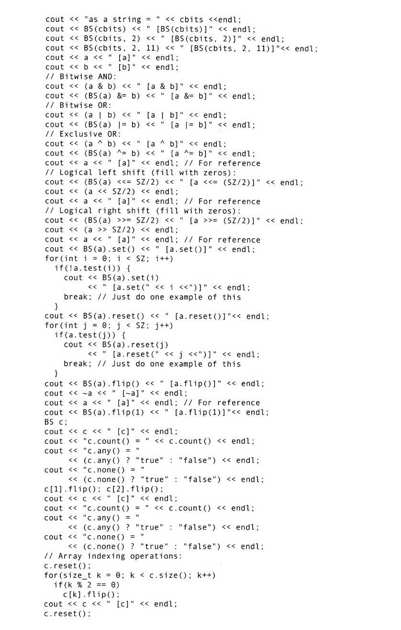 cout << "as a string = " << cbits <<endl;
cout << BS(cbits) << " [BS(cbits)]" << endl;
cout << BS(cbits, 2) << " [BS(cbits, 2)]" << endl;
cout << BS(cbits, 2, 11) << " [BS(cbits, 2, 11)]"<< endl;
cout << a << " [a]" << endl;
cout << b << " [b]" << endl;
// Bitwise AND:
cout << (a & b) << " [a & b]" << endl;
cout << (BS(a) &= b) << " [a &= b]" << endl;
// Bitwise OR:
cout << (a | b) << " [a | b]" << endl;
cout << (BS(a) |= b) << " [a |= b]" << endl;
// Exclusive OR:
cout << (a ^ b) << " [a ^ b]" << endl;
cout << (BS(a) ^= b) << " [a ^= b]" << endl;
cout << a << " [a]" << endl; // For reference
// Logical left shift (fill with zeros):
cout << (BS(a) <<= SZ/2) << " [a <<= (SZ/2)]" << endl;
cout << (a << SZ/2) << endl;
cout << a << " [a]" << endl; // For reference
// Logical right shift (fill with zeros):
cout << (BS(a) >>= SZ/2) << " [a >>= (SZ/2)]" << endl;
cout << (a >> SZ/2) << endl;
cout << a << " [a]" << endl; // For reference
cout << BS(a).set() << " [a.set()]" << endl;
for(int i = 0; i < SZ; i++)
if(!a.test(i)) {
cout << BS(a).set(i)
<< " [a.set(" << i <<")]" << endl;
break; // Just do one example of this
}
cout << BS(a).reset() << " [a.reset()]"<< endl;
for(int j = 0; j < SZ; j++)
if(a.test(j)) {
cout << BS(a).reset(j)
<< " [a.reset(" << j <<")]" << endl;
break; // Just do one example of this
}
cout << BS(a).flip() << " [a.flip()]" << endl;
cout << ~a << " [~a]" << endl;
cout << a << " [a]" << endl; // For reference
cout << BS(a).flip(1) << " [a.flip(1)]"<< endl;
BS c;
cout << c << " [c]" << endl;
cout << "c.count() = " << c.count() << endl;
cout << "c.any() = "
<< (c.any() ? "true" : "false") << endl;
cout << "c.none() = "
<< (c.none() ? "true" : "false") << endl;
c[1].flip(); c[2].flip();
cout << c << " [c]" << endl;
cout << "c.count() = " << c.count() << endl;
cout << "c.any() = "
<< (c.any() ? "true" : "false") << endl;
cout << "c.none() = "
<< (c.none() ? "true" : "false") << endl;
// Array indexing operations:
c.reset();
for(size_t k = 0; k < c.size(); k++)
if(k % 2 == 0)
c[k].flip();
cout << c << " [c]" << endl;
c.reset();